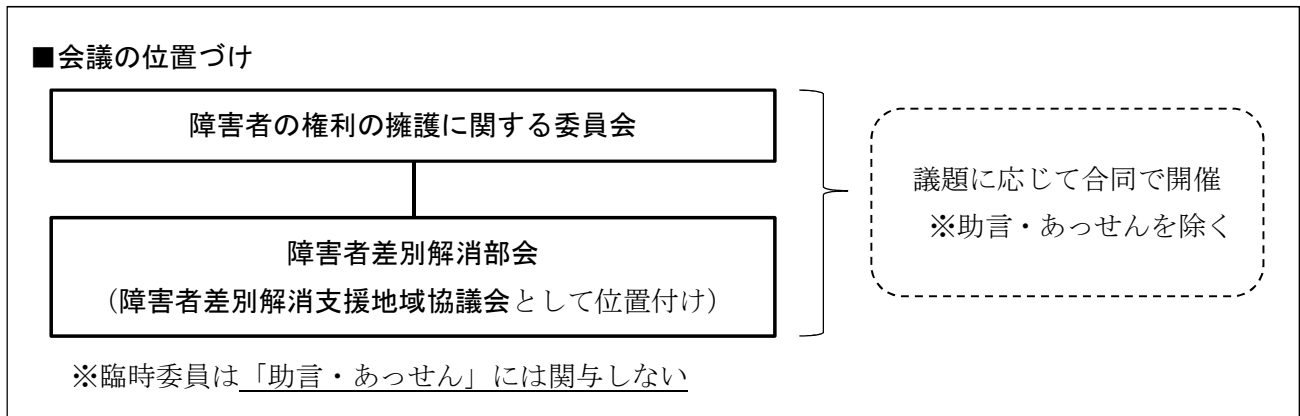 ■会議の位置づけ
障害者の権利の擁護に関する委員会
障害者差別解消部会
（障害者差別解消支援地域協議会として位置付け）
議題に応じて合同で開催
※助言・あっせんを除く
※臨時委員は「助言・あっせん」には関与しない